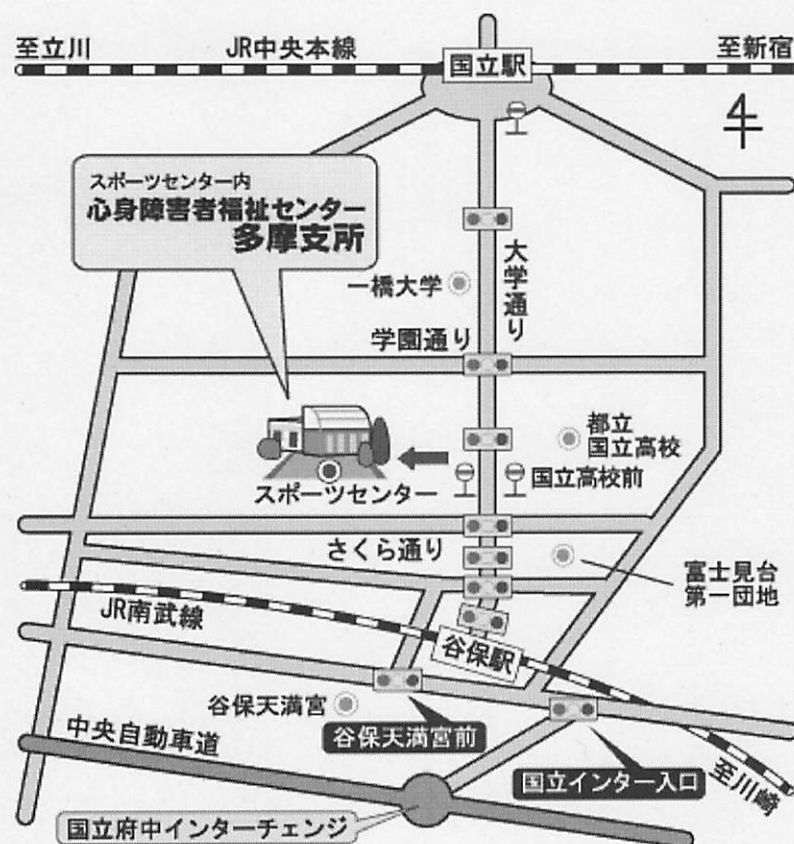 至立川
JR中央本線
国立駅
至新宿
スポーツセンター内
心身障害者福祉センター
多摩支所
大学通り
一橋大学
学園通り
都立
国立高校
国立高校前
スポーツセンター
さくら通り
富士見台
第一団地
JR南武線
谷保駅
谷保天満宮
谷保天満宮前
中央自動車道
国立インター入口
至川崎
国立府中インターチェンジ